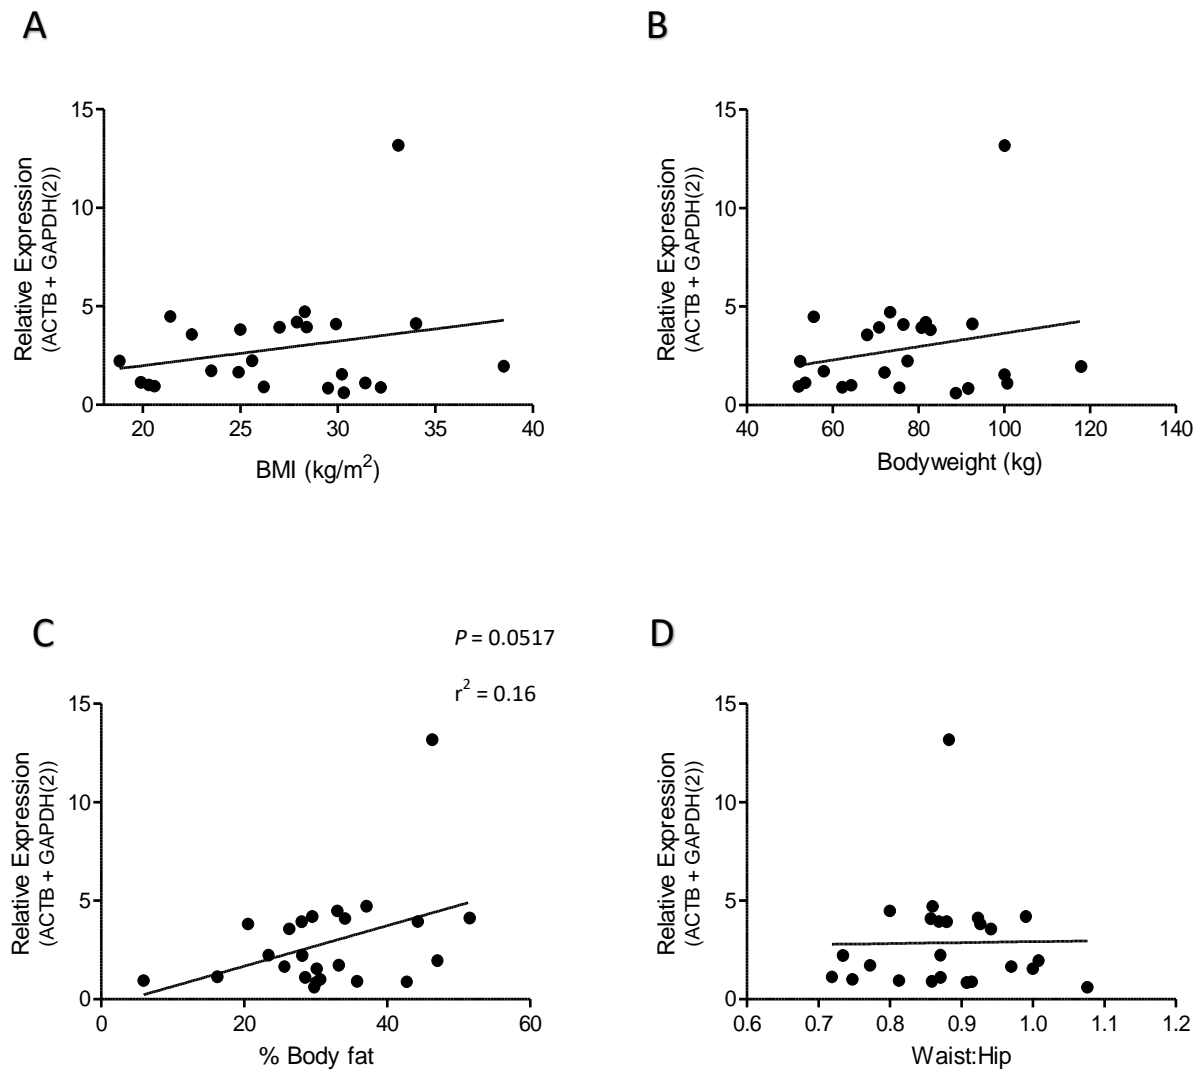 A
15
10
5
0
20
25
30
35
40
Relative Expression
(ACTB + GAPDH(2))
BMI (kg/m²)
B
15
10
5
0
40
60
80
100
120
140
Relative Expression
(ACTB + GAPDH(2))
Bodyweight (kg)
C
P = 0.0517
r² = 0.16
15
10
5
0
0
20
40
60
Relative Expression
(ACTB + GAPDH(2))
% Body fat
D
15
10
5
0
0.6
0.7
0.8
0.9
1.0
1.1
1.2
Relative Expression
(ACTB + GAPDH(2))
Waist:Hip